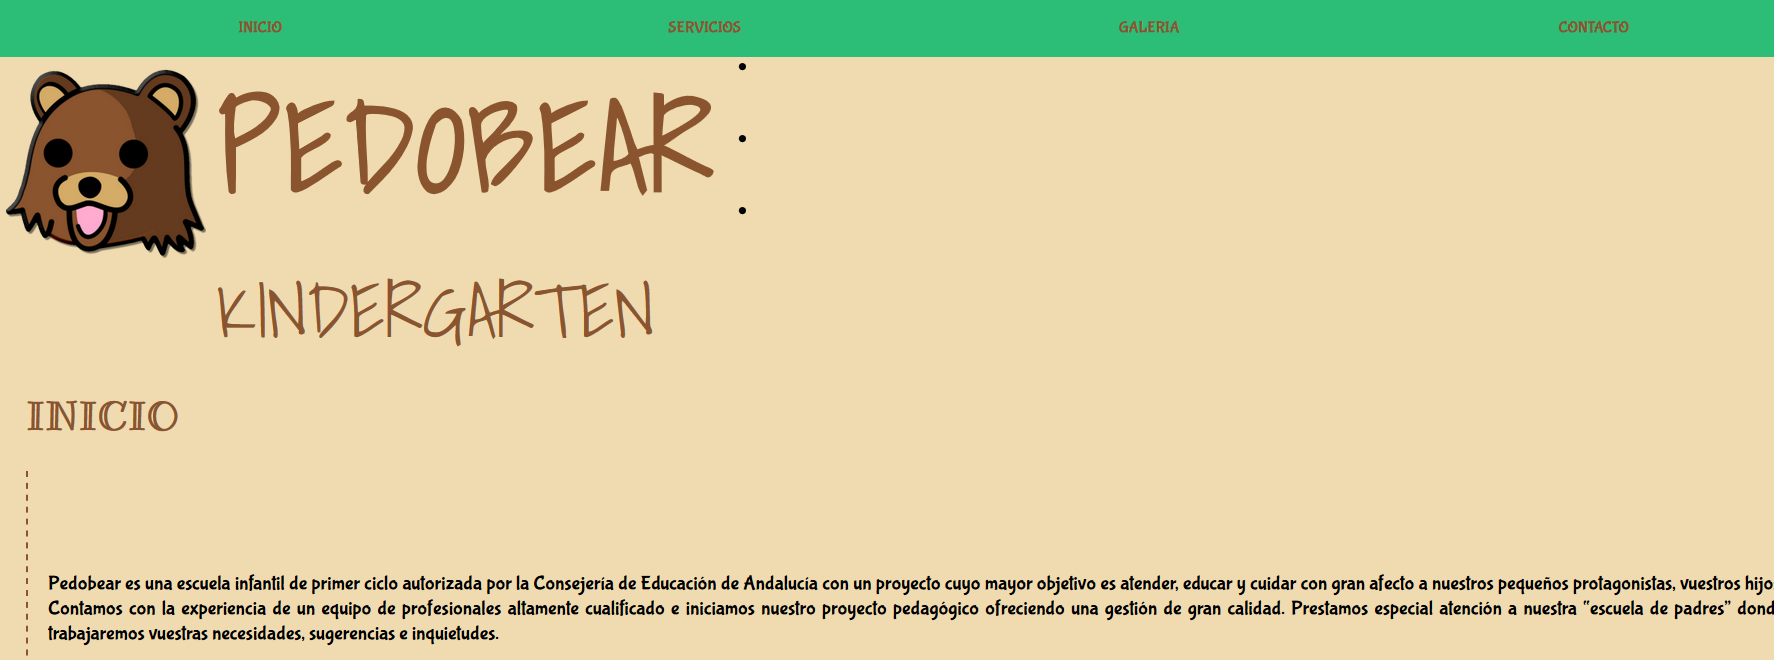 INICIO SERVICIOS GALERIA CONTACTO
PEDOBEAR
KINDERGARTEN
INICIO
Pedobear es una escuela infantil de primer ciclo autorizada por la Consejería de Educación de Andalucía con un proyecto cuyo mayor objetivo es atender, educar y cuidar con gran afecto a nuestros pequeños protagonistas, vuestros hijo
Contamos con la experiencia de un equipo de profesionales altamente cualificado e iniciamos nuestro proyecto pedagógico ofreciendo una gestión de gran calidad. Prestamos especial atención a nuestra “escuela de padres” dond
trabajaremos vuestras necesidades, sugerencias e inquietudes.